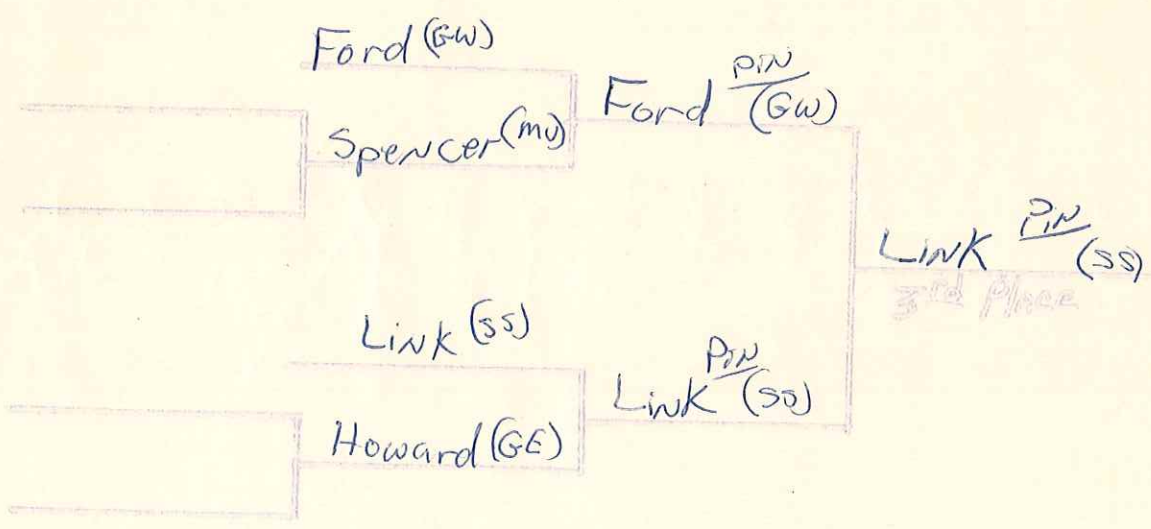 Ford (GW)
Spencer (MU)
Ford PIN (GW)
Link (SS)
Howard (GE)
Link PIN (SS)
Link PIN (SS)
3rd Place